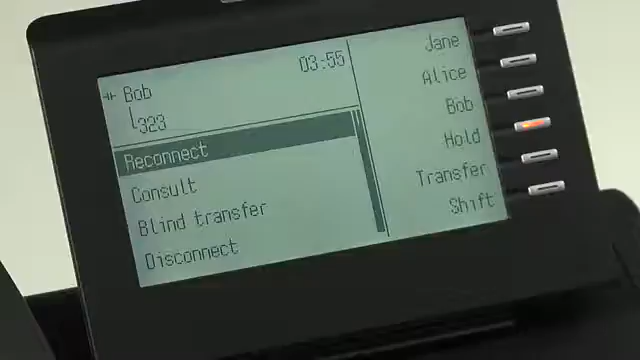 Bob
03:55
323
Reconnect
Consult
Blind transfer
Disconnect
Jane
Alice
Bob
Hold
Transfer
Shift